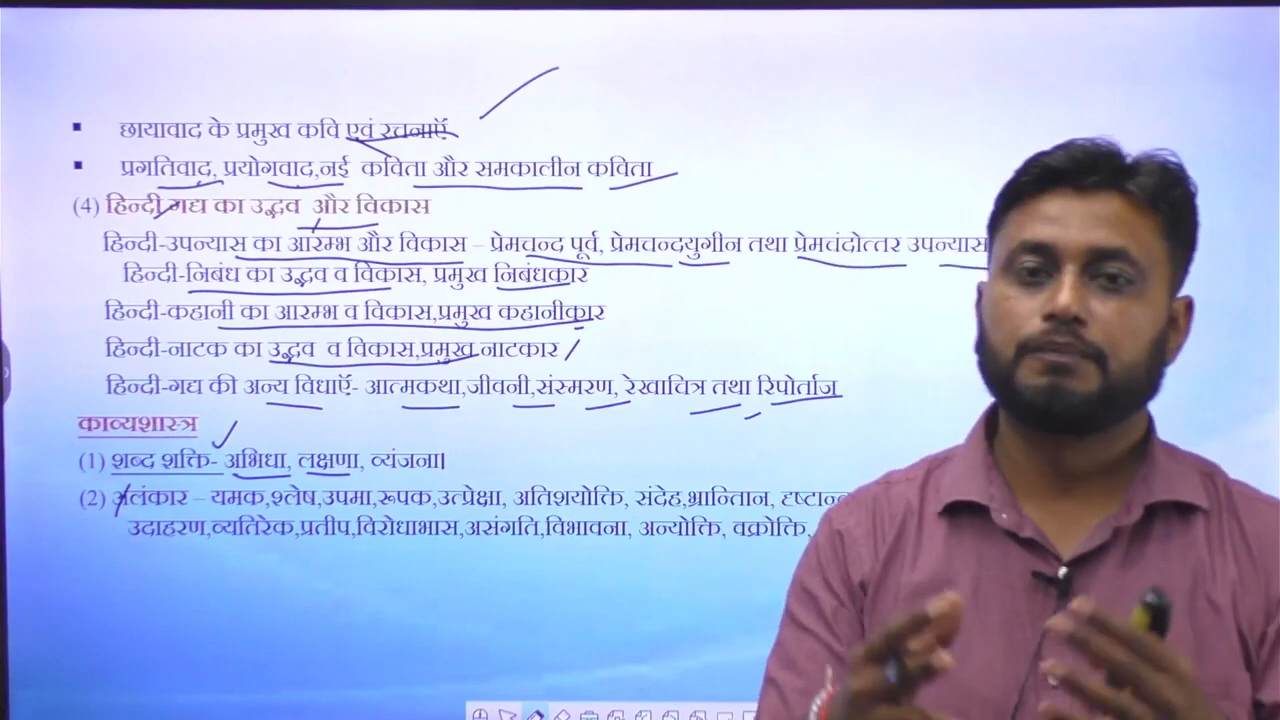 ▪ छायावाद के प्रमुख कवि एवं रचनाएँ
▪ प्रगतिवाद, प्रयोगवाद,नई कविता और समकालीन कविता
(4) हिन्दी गद्य का उद्भव और विकास
हिन्दी-उपन्यास का आरम्भ और विकास – प्रेमचन्द पूर्व, प्रेमचन्दयुगीन तथा प्रेमचंदोत्तर उपन्यास
हिन्दी-निबंध का उद्भव व विकास, प्रमुख निबंधकार
हिन्दी-कहानी का आरम्भ व विकास,प्रमुख कहानीकार
हिन्दी-नाटक का उद्भव व विकास,प्रमुख नाटकार
हिन्दी-गद्य की अन्य विधाएँ- आत्मकथा,जीवनी,संस्मरण, रेखाचित्र तथा रिपोर्ताज
काव्यशास्त्र
(1) शब्द शक्ति- अभिधा, लक्षणा, व्यंजना।
(2) अलंकार – यमक,श्लेष,उपमा,रूपक,उत्प्रेक्षा, अतिशयोक्ति, संदेह,भ्रान्तिान,
उदाहरण,व्यतिरेक,प्रतीप,विरोधाभास,असंगति,विभावना, अन्योक्ति, वक्रोक्ति,